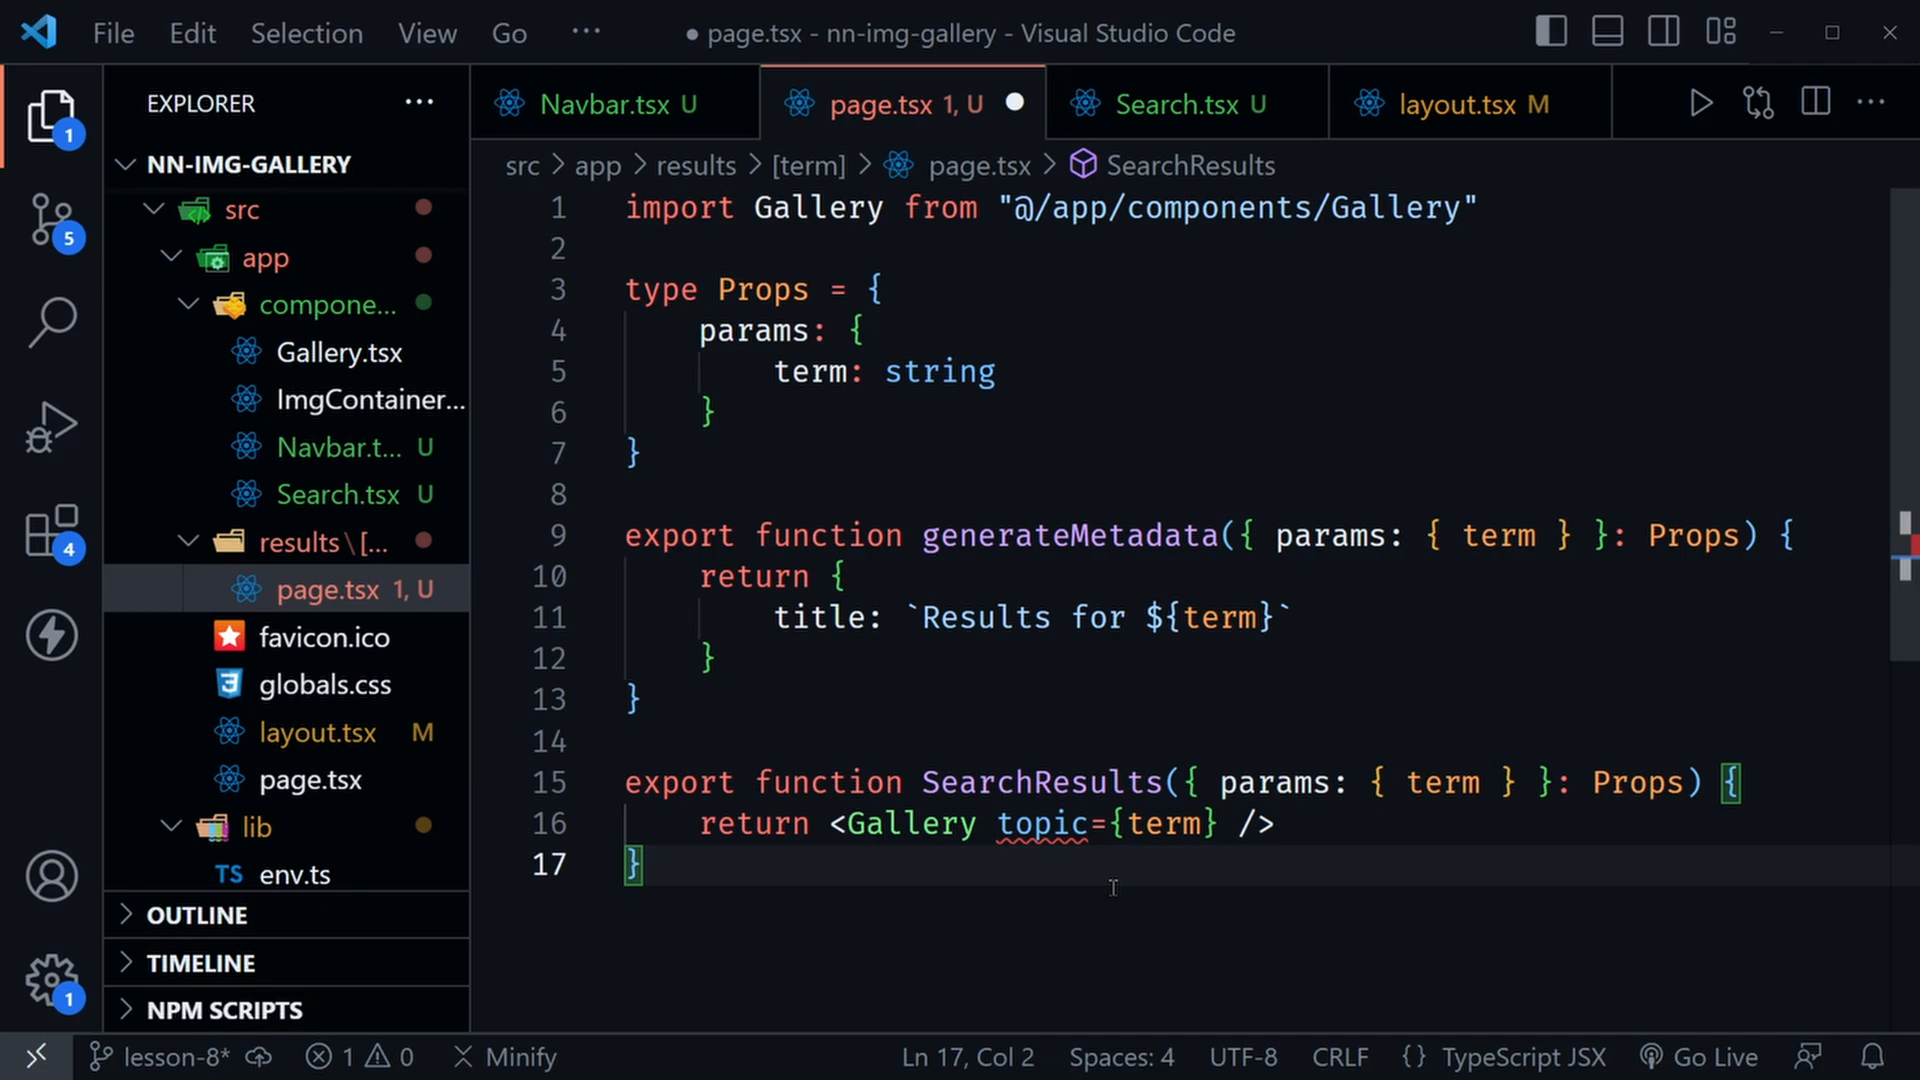 File Edit Selection View Go ··· ● page.tsx - nn-img-gallery - Visual Studio Code
EXPLORER ···
Navbar.tsx U page.tsx 1, U Search.tsx U layout.tsx M
src > app > results > [term] > page.tsx > SearchResults
NN-IMG-GALLERY
src
app
compone...
Gallery.tsx
ImgContainer...
Navbar.t... U
Search.tsx U
results\[...
page.tsx 1, U
favicon.ico
globals.css
layout.tsx M
page.tsx
lib
TS env.ts
OUTLINE
TIMELINE
NPM SCRIPTS
1
5
4
1
1 import Gallery from "@/app/components/Gallery"
2
3 type Props = {
4 params: {
5 term: string
6 }
7 }
8
9 export function generateMetadata({ params: { term } }: Props) {
10 return {
11 title: `Results for ${term}`
12 }
13 }
14
15 export function SearchResults({ params: { term } }: Props) {
16 return <Gallery topic={term} />
17 }
lesson-8* 1 0 Minify Ln 17, Col 2 Spaces: 4 UTF-8 CRLF {} TypeScript JSX Go Live